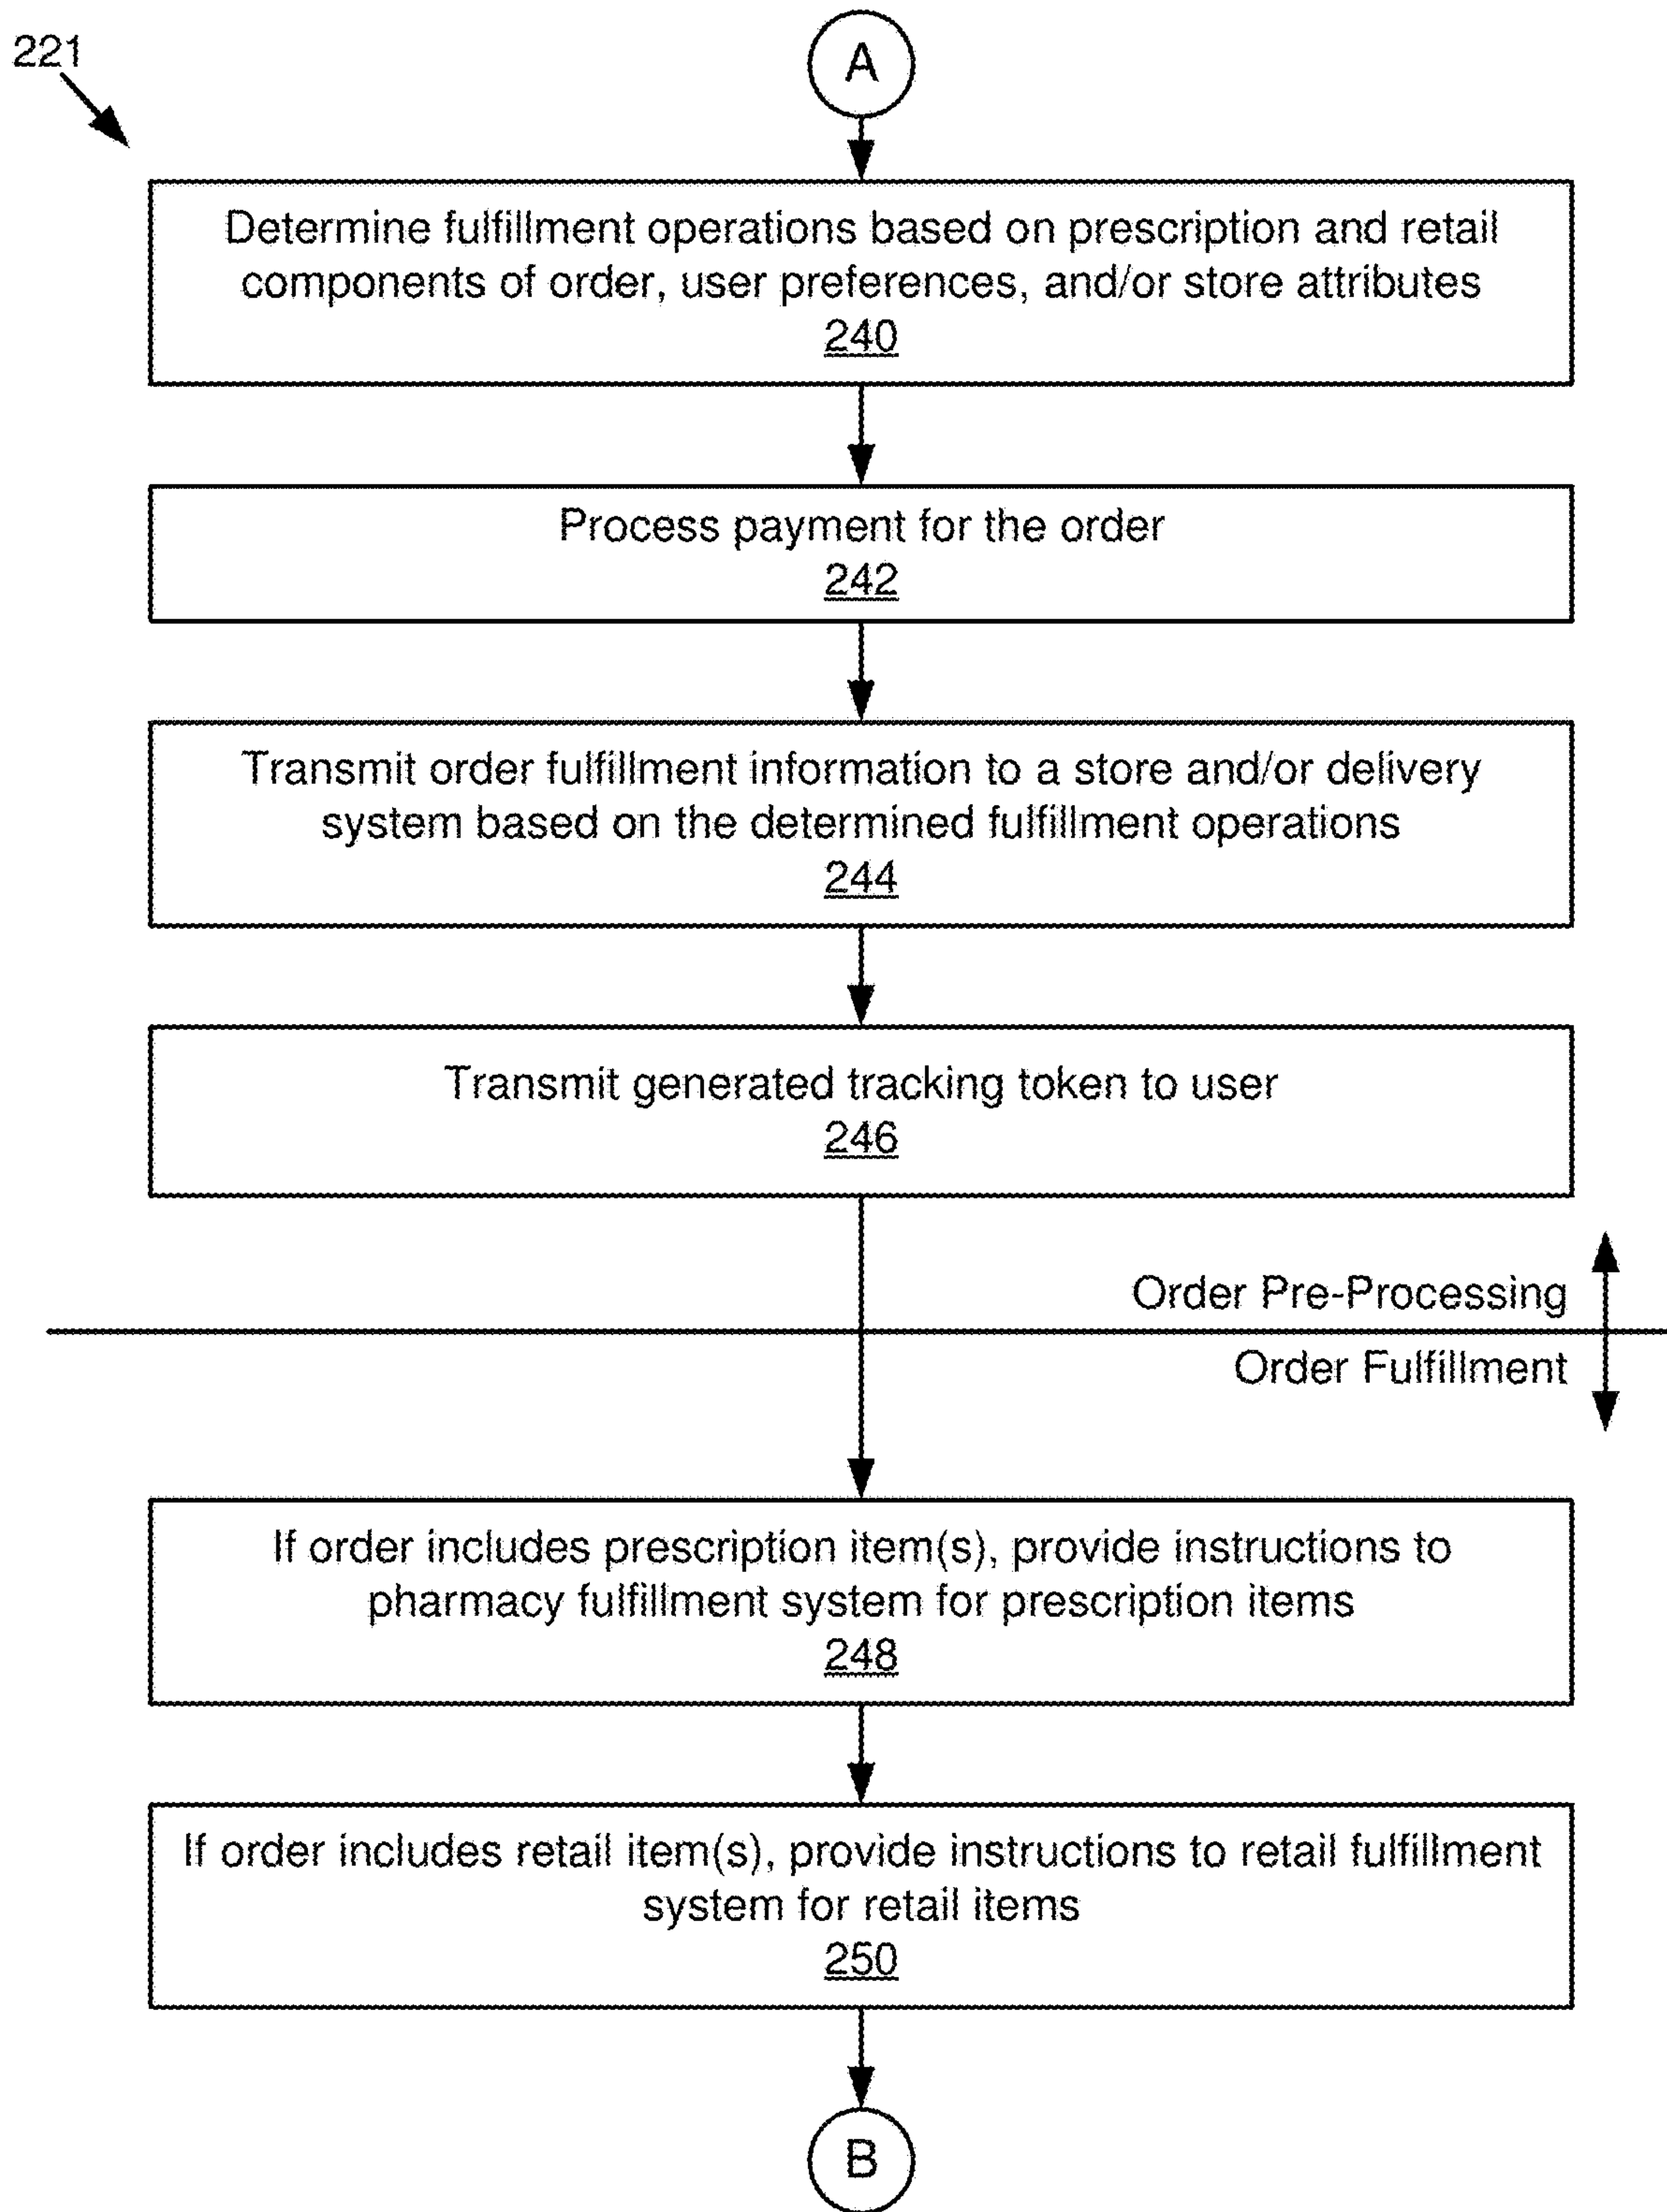 221
A
Determine fulfillment operations based on prescription and retail
components of order, user preferences, and/or store attributes
240
Process payment for the order
242
Transmit order fulfillment information to a store and/or delivery
system based on the determined fulfillment operations
244
Transmit generated tracking token to user
246
Order Pre-Processing
Order Fulfillment
If order includes prescription item(s), provide instructions to
pharmacy fulfillment system for prescription items
248
If order includes retail item(s), provide instructions to retail fulfillment
system for retail items
250
B